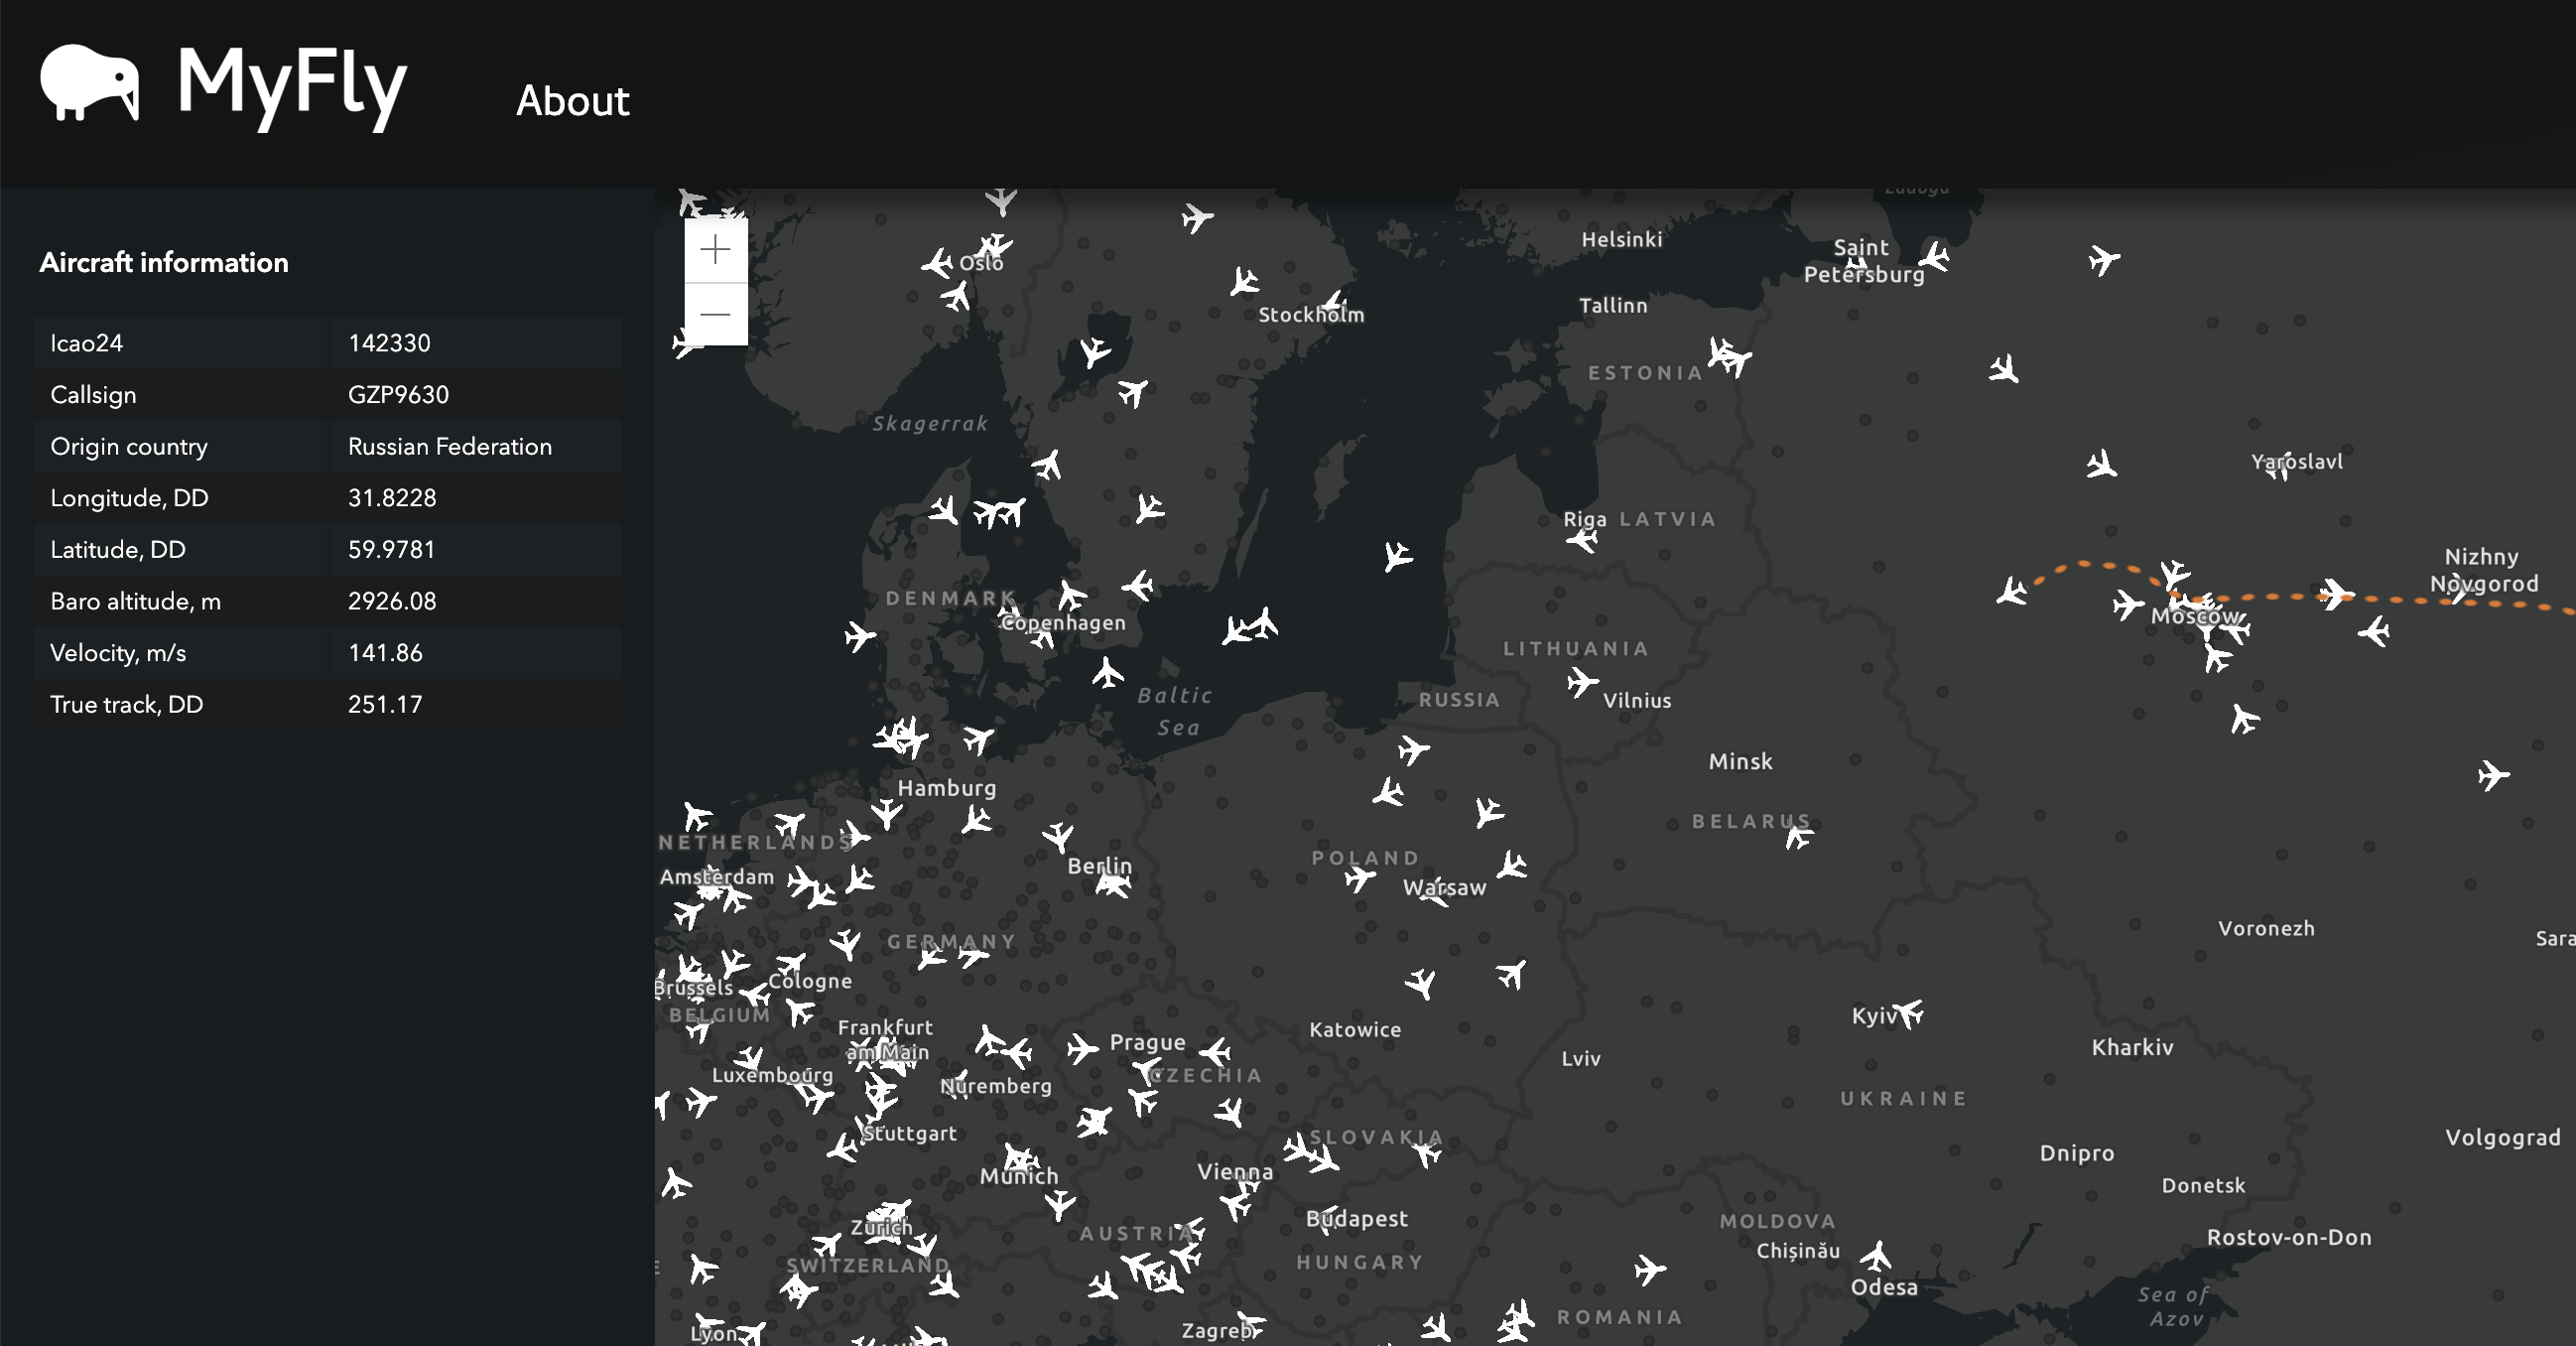 MyFly
About
Aircraft information
Icao24 142330
Callsign GZP9630
Origin country Russian Federation
Longitude, DD 31.8228
Latitude, DD 59.9781
Baro altitude, m 2926.08
Velocity, m/s 141.86
True track, DD 251.17
Ladoga
Helsinki
Saint
Petersburg
Oslo
Tallinn
Stockholm
ESTONIA
Skagerrak
Yaroslavl
Riga
LATVIA
Nizhny
Novgorod
DENMARK
Copenhagen
Moscow
LITHUANIA
Baltic
Sea
RUSSIA
Vilnius
Minsk
Hamburg
BELARUS
NETHERLANDS
POLAND
Berlin
Amsterdam
Warsaw
Voronezh
Sara
GERMANY
Cologne
Brussels
BELGIUM
Kyiv
Frankfurt
am Main
Katowice
Prague
Kharkiv
Lviv
Luxembourg
CZECHIA
Nuremberg
UKRAINE
Stuttgart
SLOVAKIA
Volgograd
Dnipro
Munich
Vienna
Donetsk
Budapest
Zurich
MOLDOVA
AUSTRIA
Rostov-on-Don
Chișinău
HUNGARY
E
SWITZERLAND
Odesa
Sea of
Azov
ROMANIA
Zagreb
Lyon